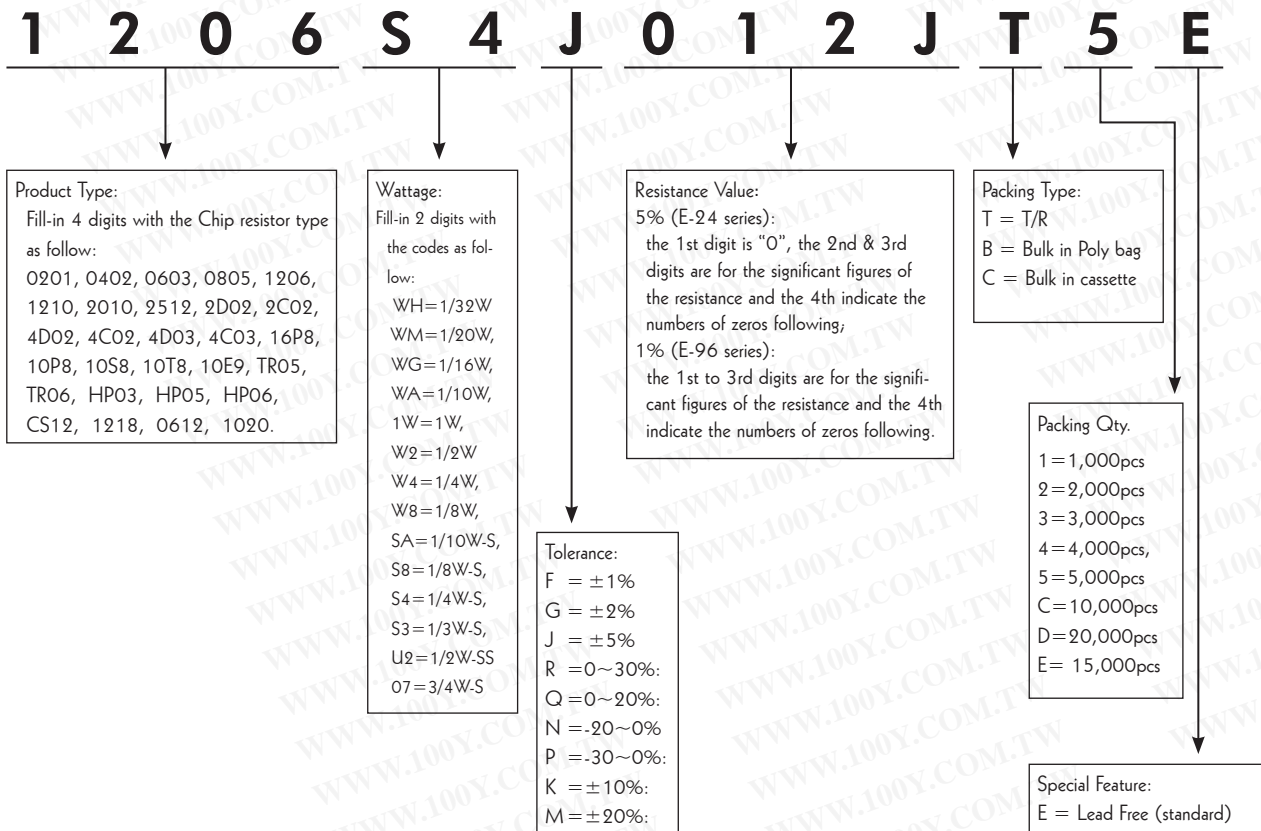 1 2 0 6 S 4 J 0 1 2 J T 5 E
Product Type:
Fill-in 4 digits with the Chip resistor type
as follow:
0201, 0402, 0603, 0805, 1206,
1210, 2010, 2512, 2D02, 2C02,
4D02, 4C02, 4D03, 4C03, 16P8,
10P8, 10S8, 10T8, 10E9, TR05,
TR06, HP03, HP05, HP06,
CS12, 1218, 0612, 1020.
Wattage:
Fill-in 2 digits with
the codes as fol-
low:
WH=1/32W
WM=1/20W,
WG=1/16W,
WA=1/10W,
1W=1W,
W2=1/2W
W4=1/4W,
W8=1/8W,
SA=1/10W-S,
S8=1/8W-S,
S4=1/4W-S,
S3=1/3W-S,
U2=1/2W-SS
07=3/4W-S
Tolerance:
F = ±1%
G = ±2%
J = ±5%
R =0~30%:
Q =0~20%:
N =-20~0%
P =-30~0%:
K =±10%:
M =±20%:
Resistance Value:
5% (E-24 series):
the 1st digit is “0”, the 2nd & 3rd
digits are for the significant figures of
the resistance and the 4th indicate the
numbers of zeros following;
1% (E-96 series):
the 1st to 3rd digits are for the signifi-
cant figures of the resistance and the 4th
indicate the numbers of zeros following.
Packing Type:
T = T/R
B = Bulk in Poly bag
C = Bulk in cassette
Packing Qty.
1=1,000pcs
2=2,000pcs
3=3,000pcs
4=4,000pcs,
5=5,000pcs
C=10,000pcs
D=20,000pcs
E= 15,000pcs
Special Feature:
E = Lead Free (standard)
WWW.100Y.COM.TW